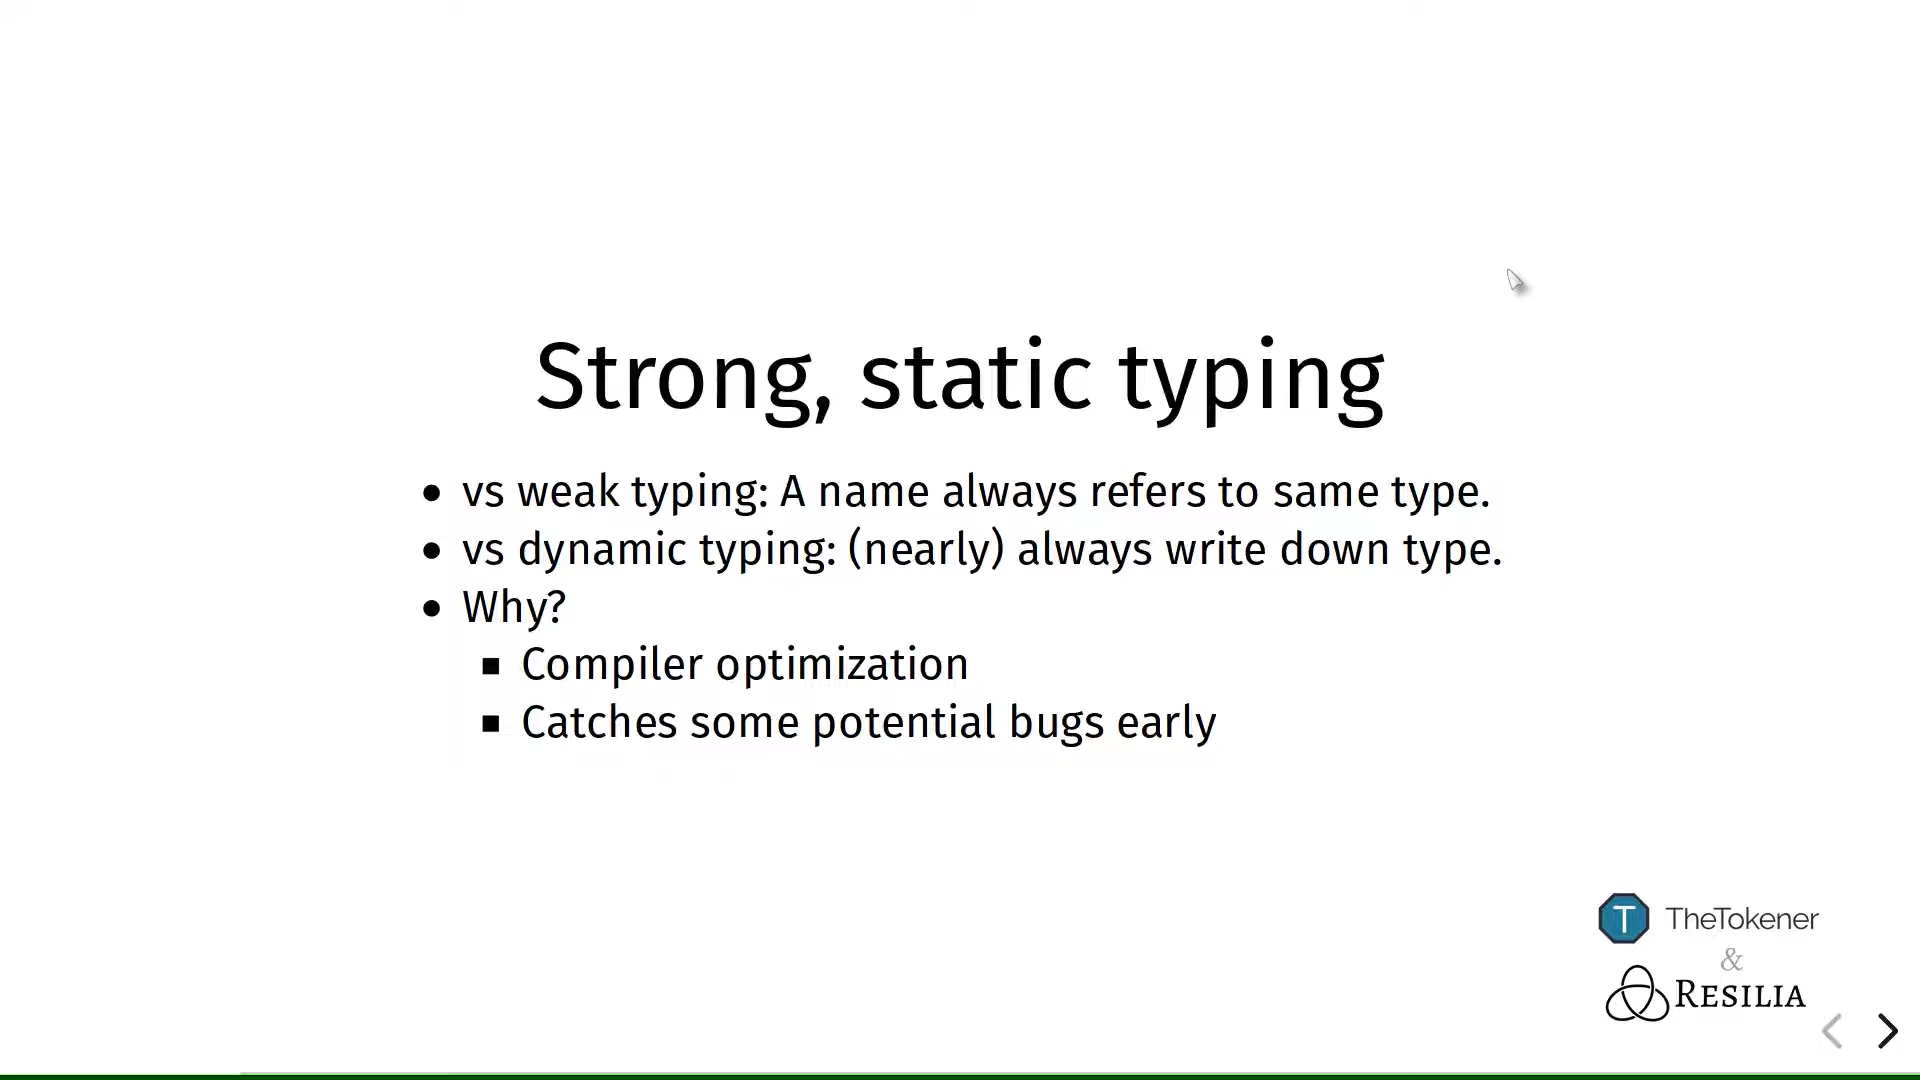 Strong, static typing
vs weak typing: A name always refers to same type.
vs dynamic typing: (nearly) always write down type.
Why?
Compiler optimization
Catches some potential bugs early
T TheTokener
&
RESILIA